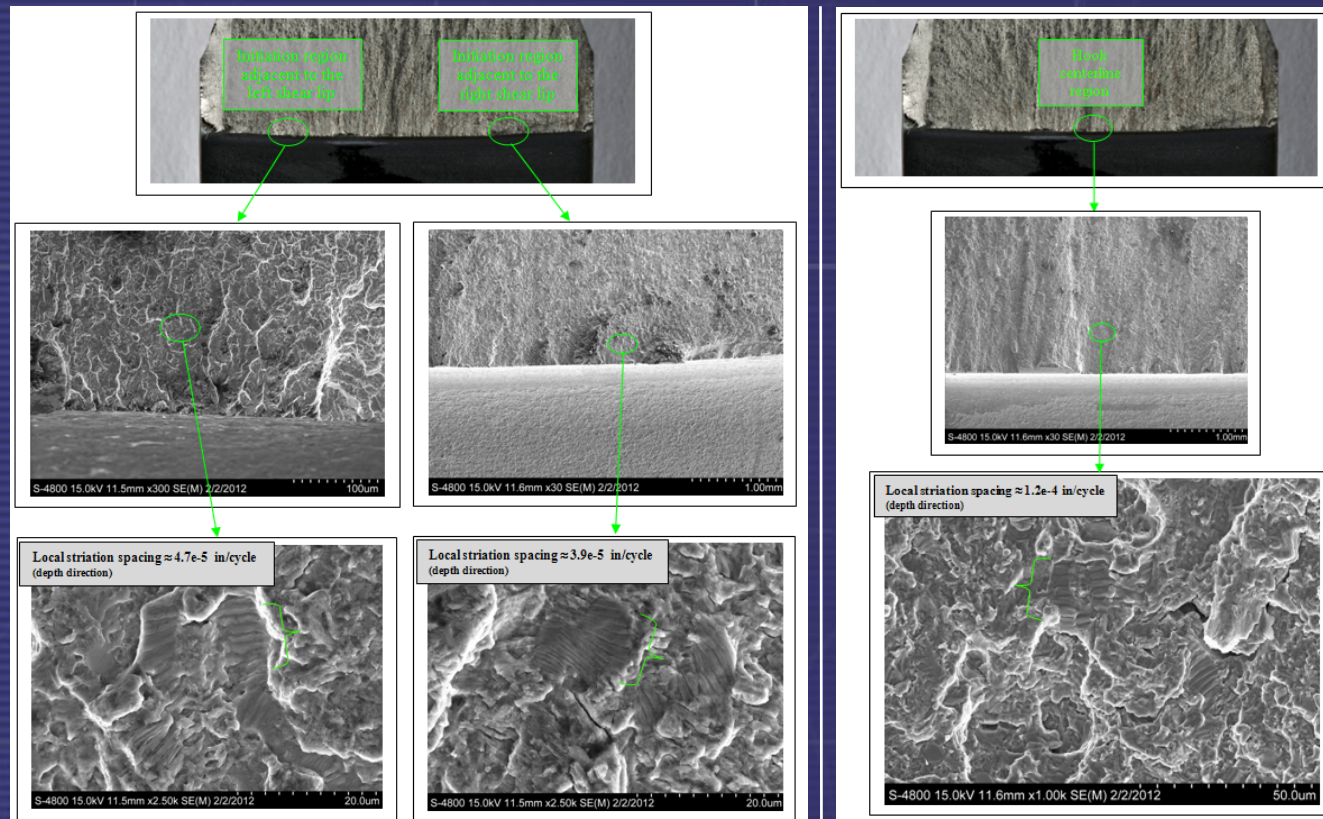 Initiation region
adjacent to the
left shear lip
Initiation region
adjacent to the
right shear lip
S-4800 15.0kV 11.5mm x300 SE(M) 2/2/2012
100um
S-4800 15.0kV 11.6mm x30 SE(M) 2/2/2012
1.00mm
Local striation spacing ≈ 4.7e-5 in/cycle
(depth direction)
S-4800 15.0kV 11.5mm x2.50k SE(M) 2/2/2012
20.0um
Local striation spacing ≈ 3.9e-5 in/cycle
(depth direction)
S-4800 15.0kV 11.5mm x2.50k SE(M) 2/2/2012
20.0um
Hook
centerline
region
S-4800 15.0kV 11.6mm x30 SE(M) 2/2/2012
1.00mm
Local striation spacing ≈ 1.2e-4 in/cycle
(depth direction)
S-4800 15.0kV 11.6mm x1.00k SE(M) 2/2/2012
50.0um